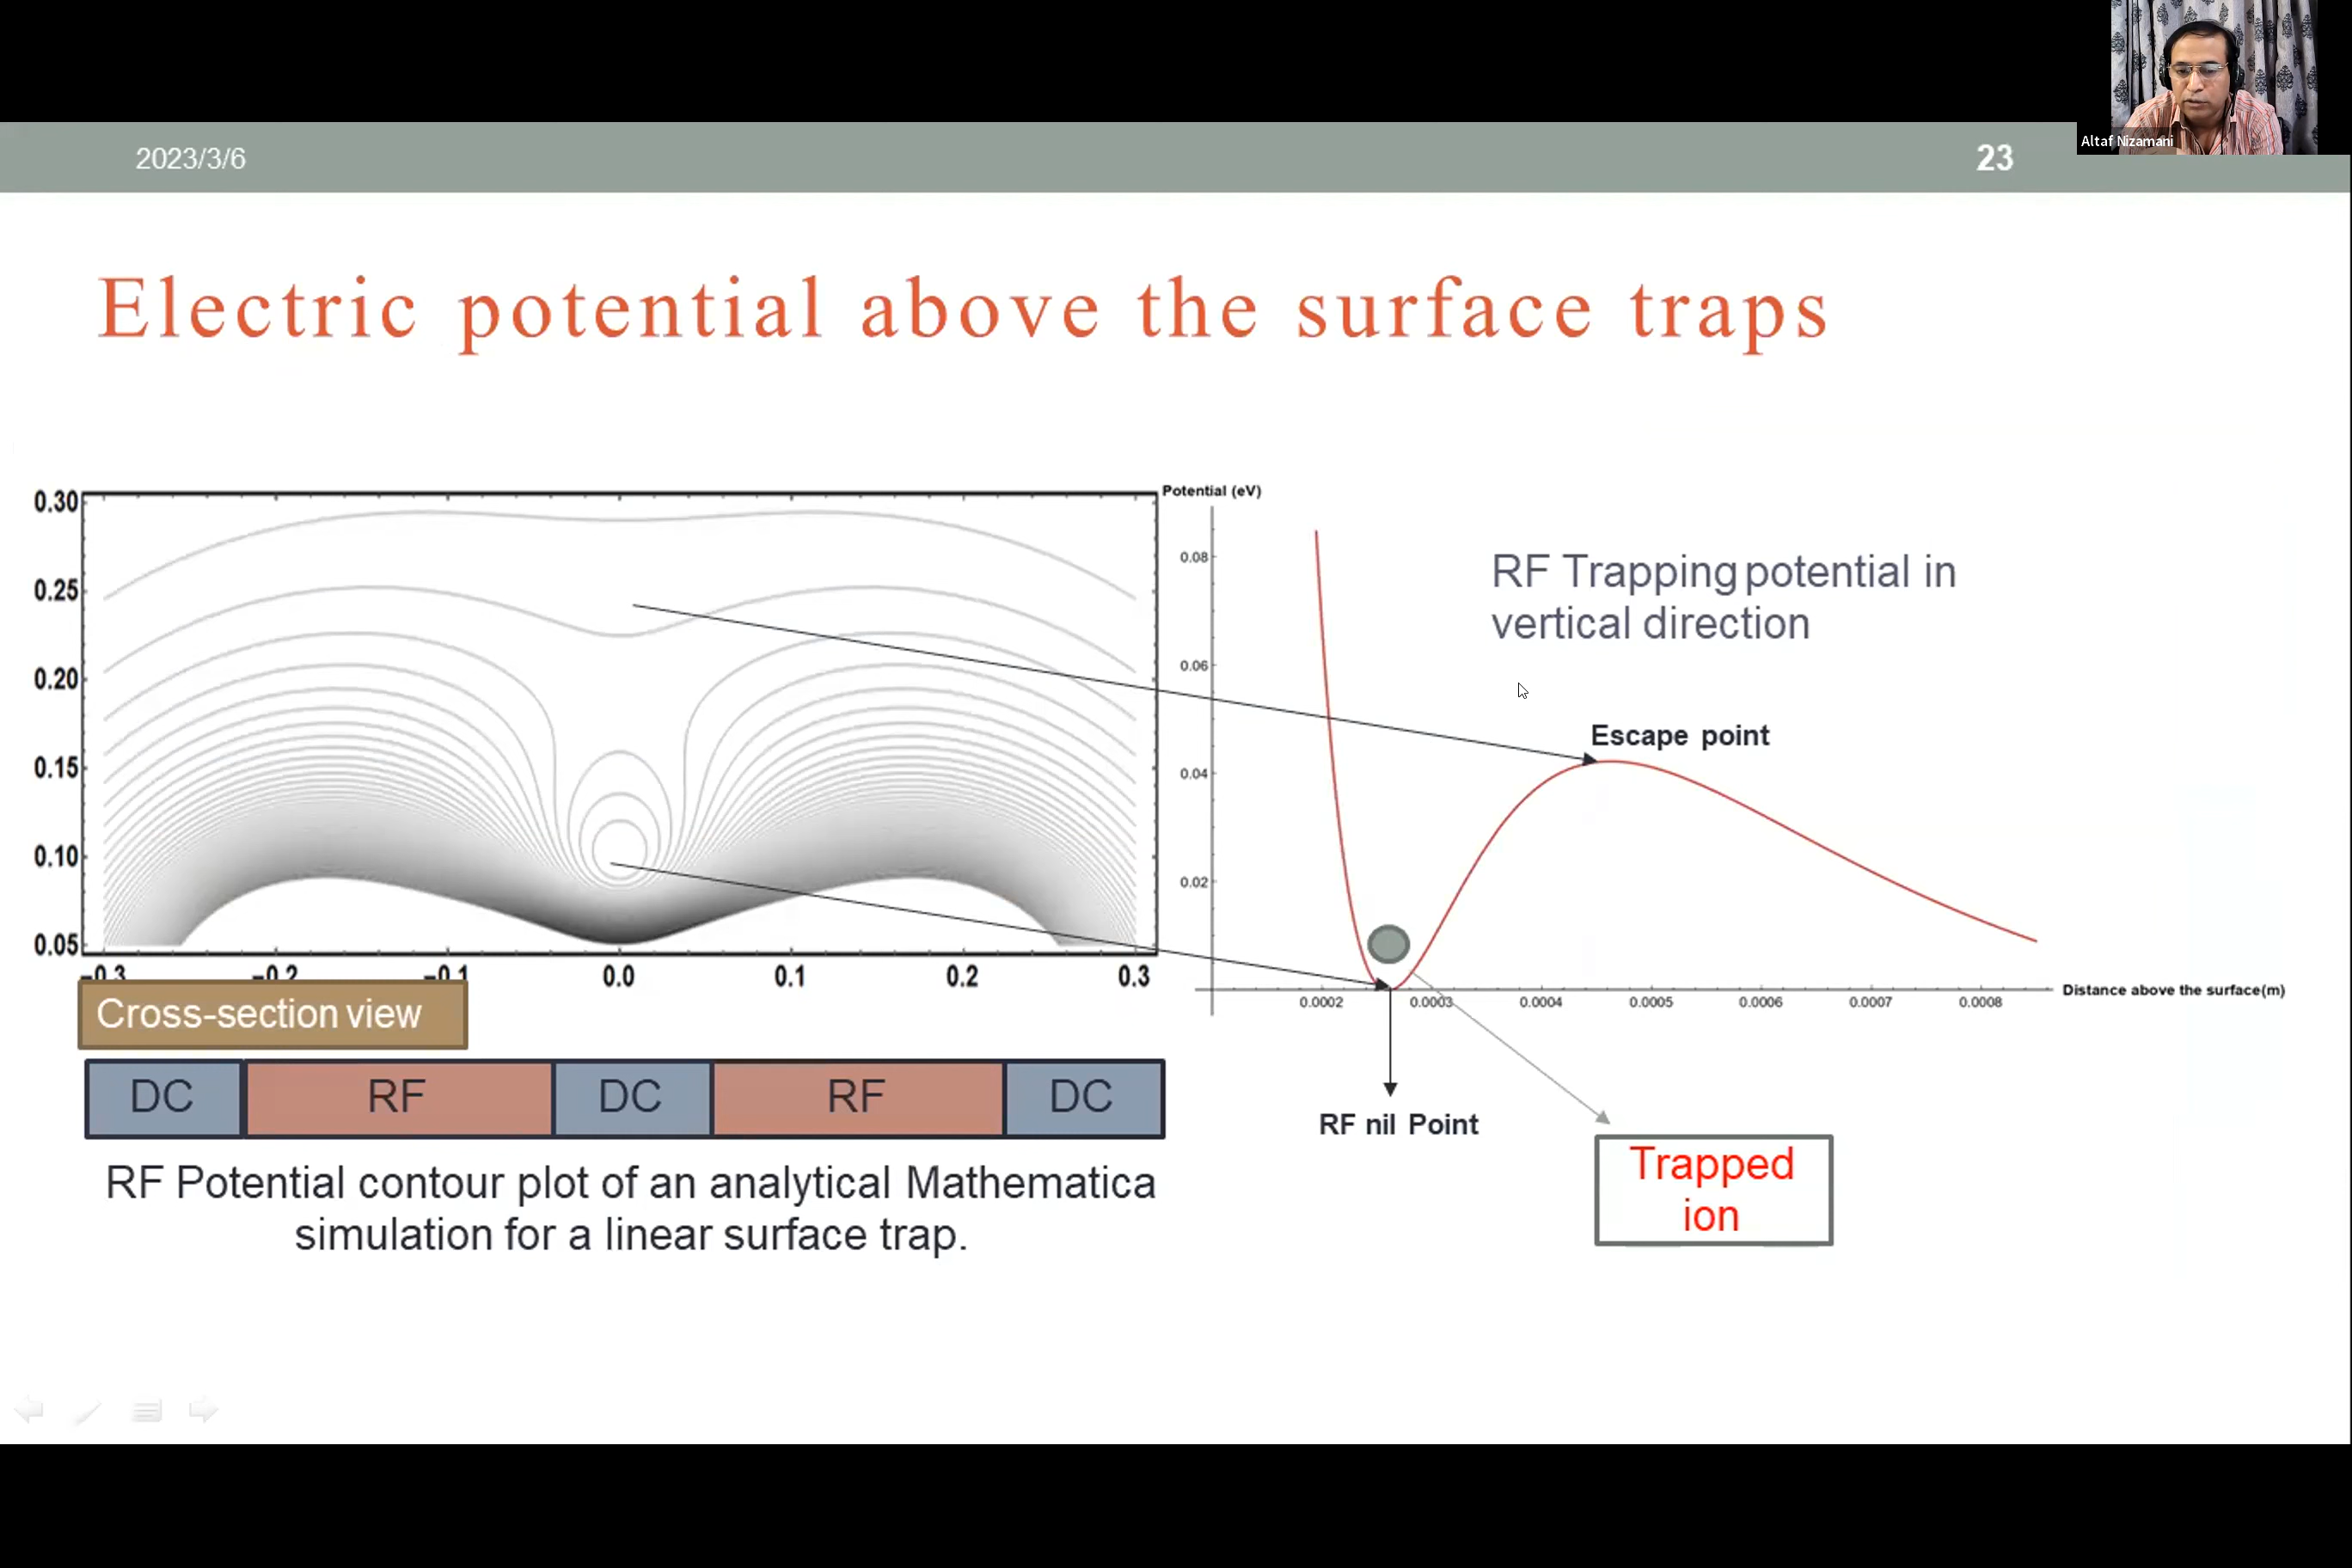 Altaf Nizamani
2023/3/6
23
Electric potential above the surface traps
0.30
0.25
0.20
0.15
0.10
0.05
−0.3 −0.2 −0.1 0.0 0.1 0.2 0.3
Potential (eV)
0.08
0.06
0.04
0.02
0.0002 0.0003 0.0004 0.0005 0.0006 0.0007 0.0008
Distance above the surface(m)
RF Trapping potential in
vertical direction
Escape point
RF nil Point
Trapped
ion
Cross-section view
DC RF DC RF DC
RF Potential contour plot of an analytical Mathematica
simulation for a linear surface trap.